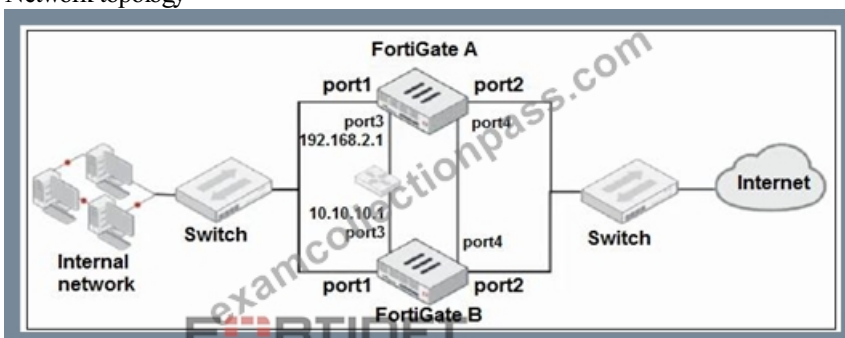 Network topology
FortiGate A
port1
port2
port3
port4
192.168.2.1
Internet
10.10.10.1
port3
Switch
port4
Switch
Internal
network
port1
port2
FortiGate B
examcollectionpass.com